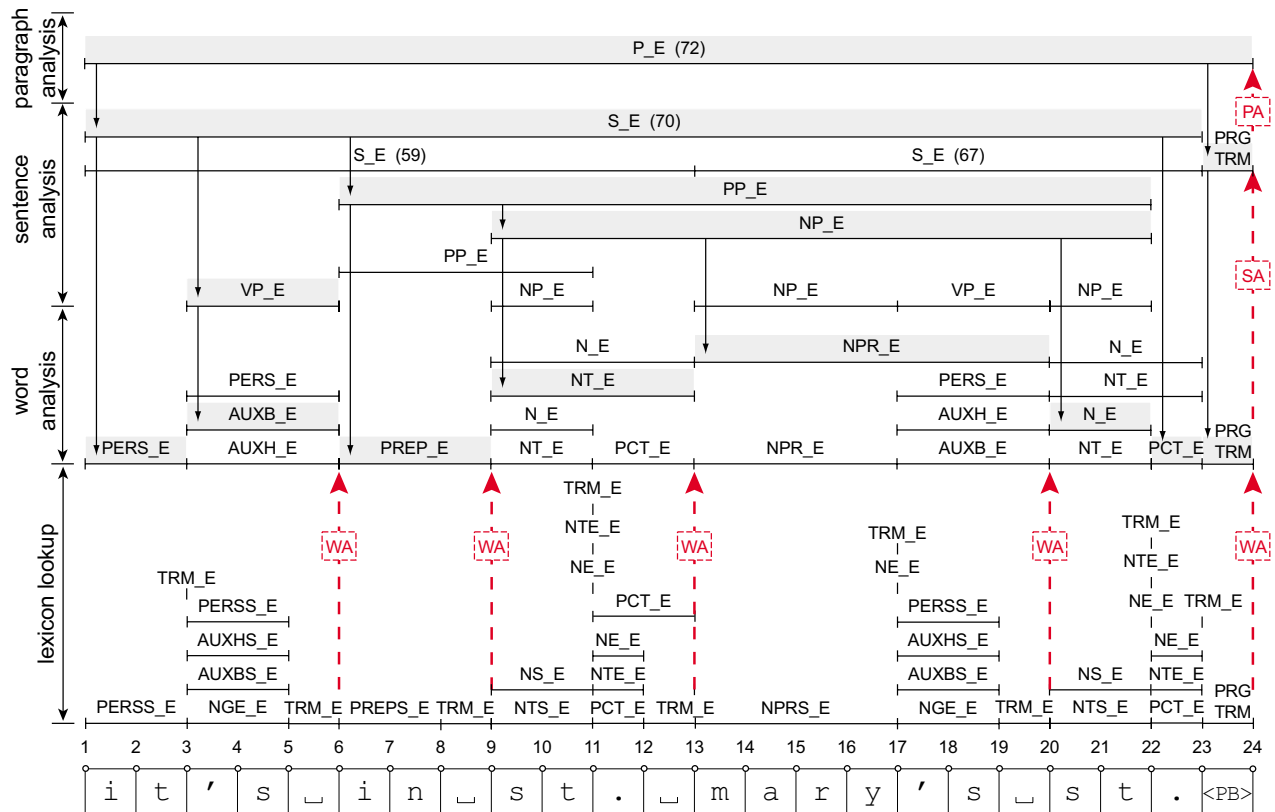 paragraph analysis
P_E (72)
PA
sentence analysis
S_E (70)
PRG
S_E (59) S_E (67) TRM
PP_E
NP_E
PP_E
SA
VP_E NP_E NP_E VP_E NP_E
word analysis
N_E NPR_E N_E
PERS_E NT_E PERS_E NT_E
AUXB_E N_E AUXH_E N_E
PERS_E AUXH_E PREP_E NT_E PCT_E NPR_E AUXB_E NT_E PCT_E PRG TRM
lexicon lookup
TRM_E
NTE_E TRM_E TRM_E
WA WA WA WA WA
NE_E NE_E NTE_E
TRM_E
PERSS_E PCT_E PERSS_E NE_E TRM_E
AUXHS_E NE_E AUXHS_E NE_E
AUXBS_E NS_E NTE_E AUXBS_E NS_E NTE_E
PERSS_E NGE_E TRM_E PREPS_E TRM_E NTS_E PCT_E TRM_E NPRS_E NGE_E TRM_E NTS_E PCT_E PRG TRM
1 2 3 4 5 6 7 8 9 10 11 12 13 14 15 16 17 18 19 20 21 22 23 24
i t ' s ⎵ i n ⎵ s t . ⎵ m a r y ' s ⎵ s t . <PB>